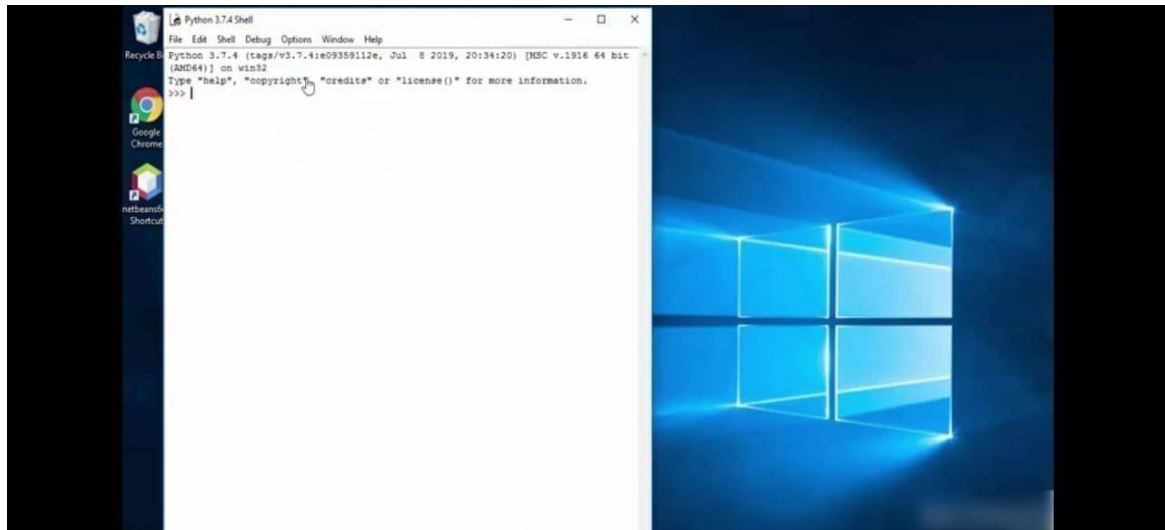 Python 3.7.4 Shell
File Edit Shell Debug Options Window Help
Python 3.7.4 (tags/v3.7.4:e09359112e, Jul 8 2019, 20:34:20) [MSC v.1916 64 bit
(AMD64)] on win32
Type "help", "copyright", "credits" or "license()" for more information.
>>>
Recycle Bi
Google
Chrome
netbeans6
Shortcut